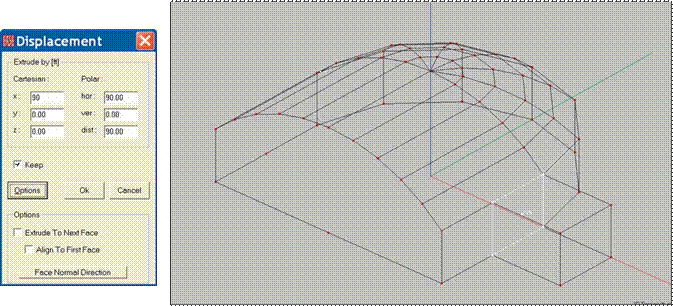 Displacement
Extrude by [ft]
Cartesian : Polar :
x : 90 hor : 90.00
y : 0.00 ver : 0.00
z : 0.00 dist : 90.00
Keep
Options Ok Cancel
Options
Extrude To Next Face
Align To First Face
Face Normal Direction